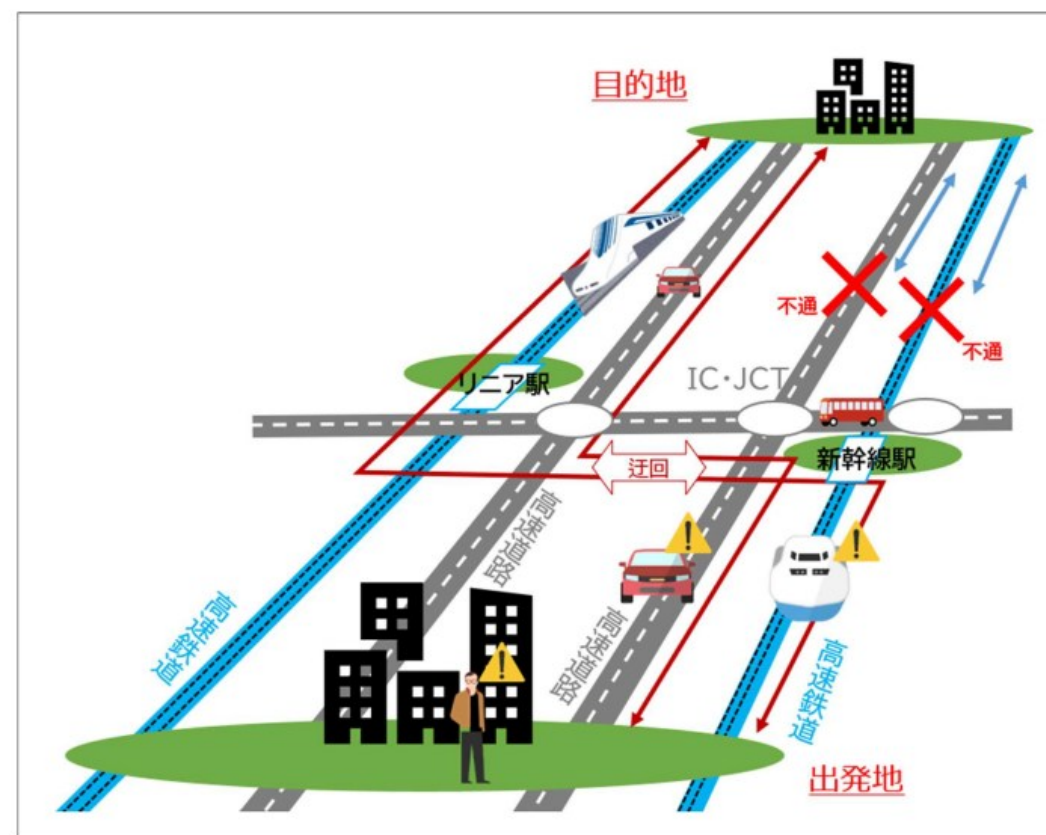 目的地
不通
不通
リニア駅
IC・JCT
新幹線駅
迂回
高速道路
高速鉄道
高速道路
高速鉄道
出発地